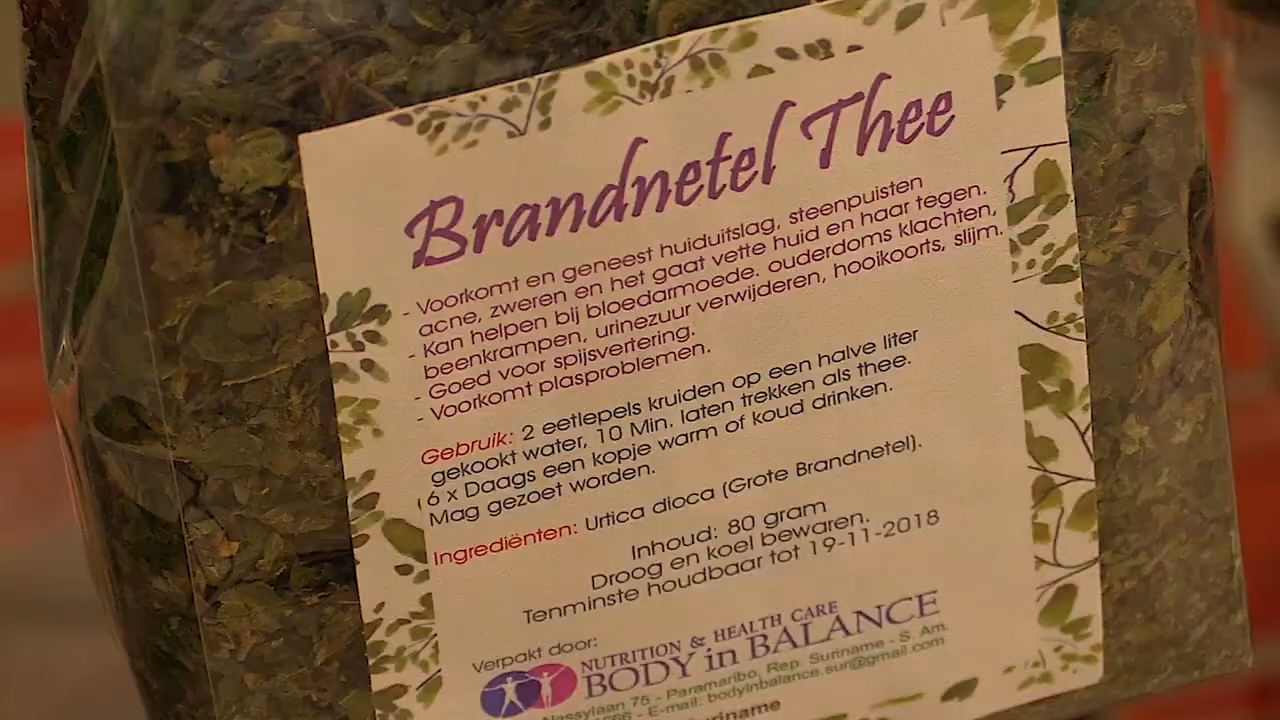 Brandnetel Thee
- Voorkomt en geneest huiduitslag, steenpuisten
acne, zweren en het gaat vette huid en haar tegen.
- Kan helpen bij bloedarmoede. ouderdoms klachten,
beenkrampen, urinezuur verwijderen, hooikoorts, slijm.
- Goed voor spijsvertering.
- Voorkomt plasproblemen.
Gebruik: 2 eetlepels kruiden op een halve liter
gekookt water, 10 Min. laten trekken als thee.
6 x Daags een kopje warm of koud drinken.
Mag gezoet worden.
Ingrediënten: Urtica dioca (Grote Brandnetel).
Inhoud: 80 gram
Droog en koel bewaren.
Tenminste houdbaar tot 19-11-2018
Verpakt door:
NUTRITION & HEALTH CARE
BODY in BALANCE
Nassylaan 75 - Paramaribo, Rep. Suriname - S. Am.
- E-mail: bodyinbalance.sur@gmail.com